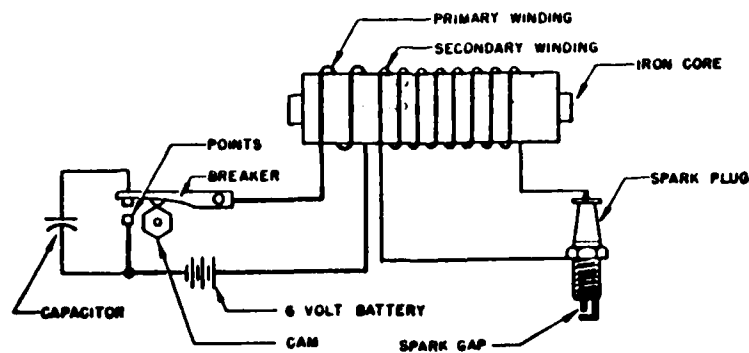 PRIMARY WINDING
SECONDARY WINDING
IRON CORE
POINTS
BREAKER
SPARK PLUG
CAPACITOR
6 VOLT BATTERY
CAM
SPARK GAP